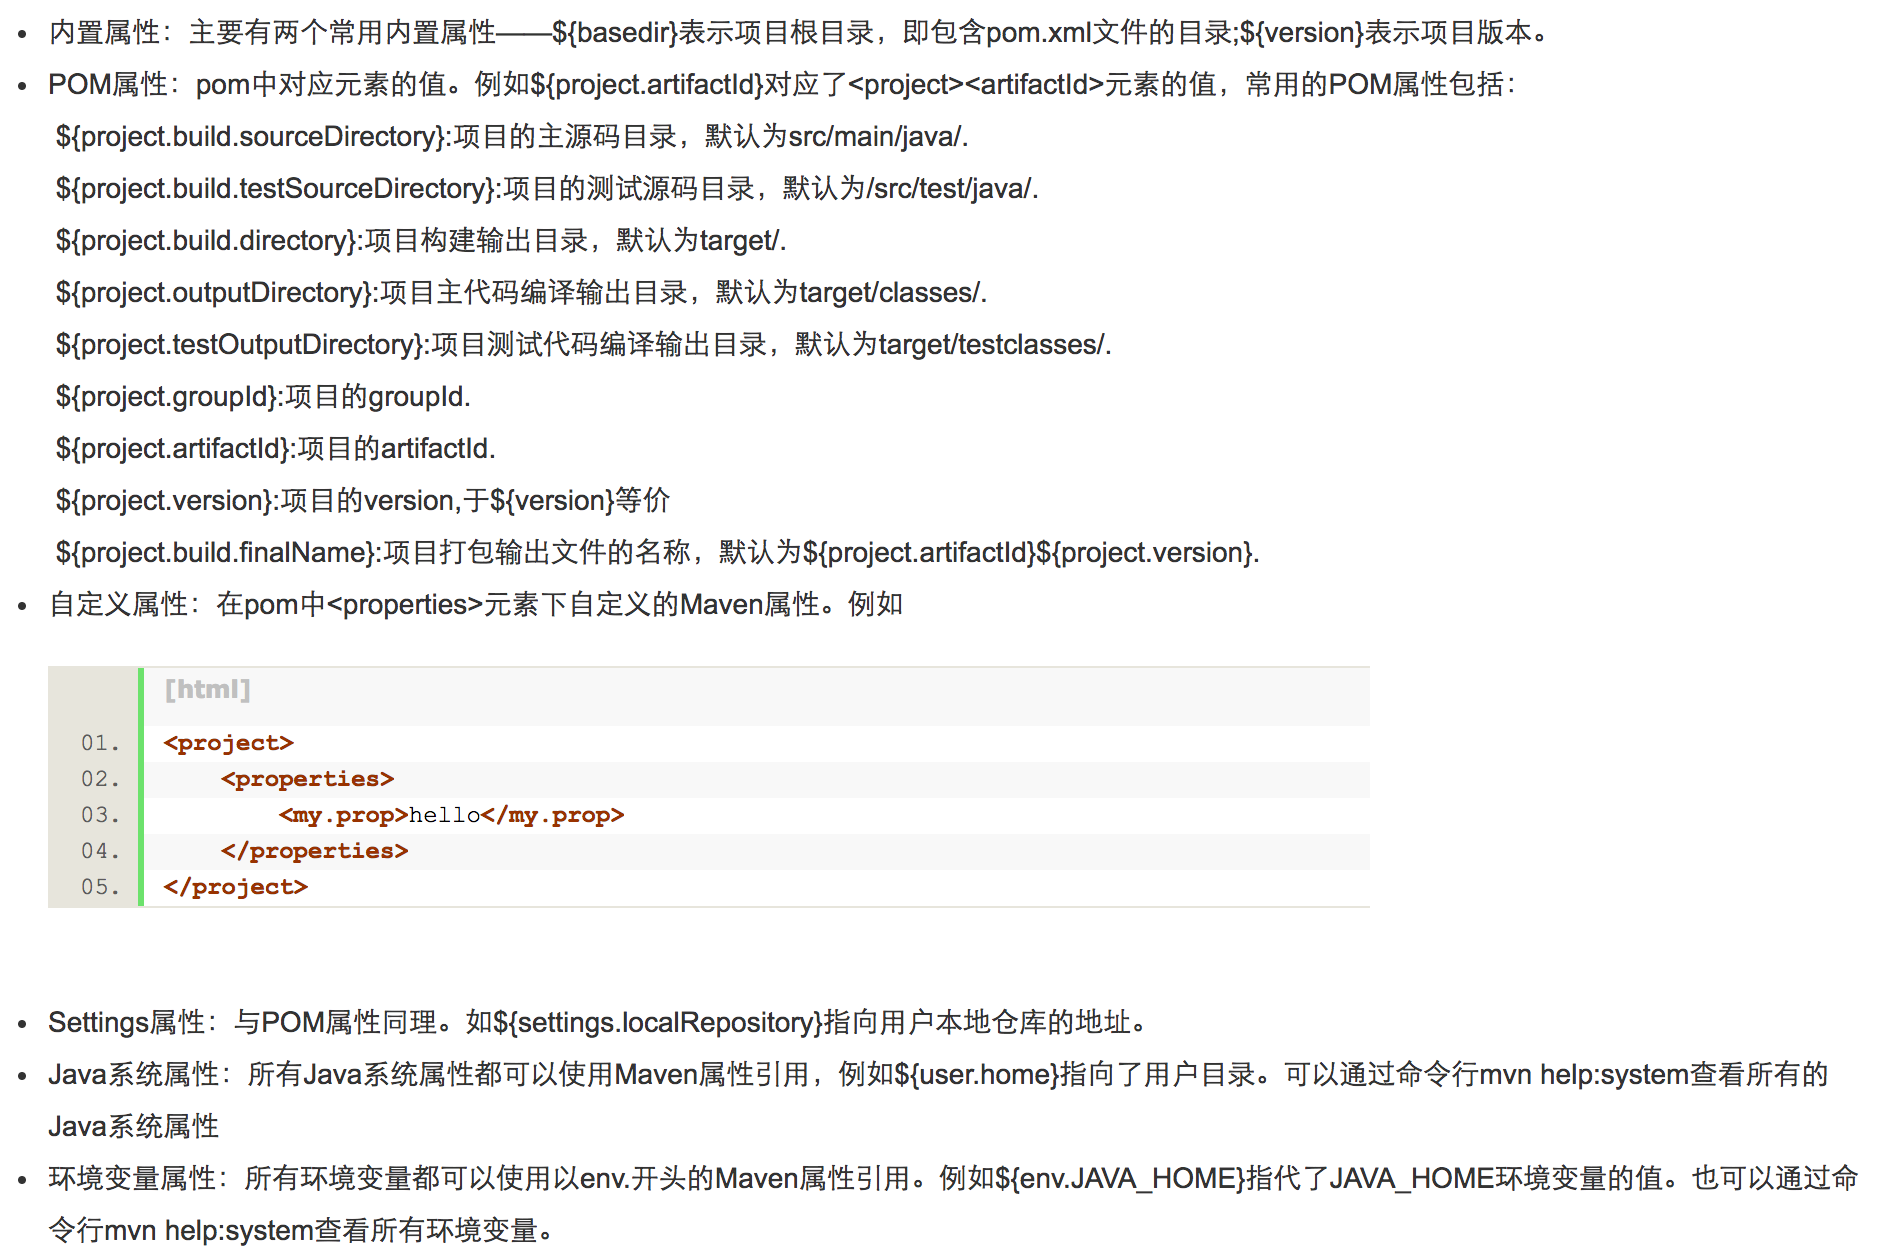 内置属性：主要有两个常用内置属性——${basedir}表示项目根目录，即包含pom.xml文件的目录;${version}表示项目版本。
POM属性：pom中对应元素的值。例如${project.artifactId}对应了<project><artifactId>元素的值，常用的POM属性包括：
${project.build.sourceDirectory}:项目的主源码目录，默认为src/main/java/.
${project.build.testSourceDirectory}:项目的测试源码目录，默认为/src/test/java/.
${project.build.directory}:项目构建输出目录，默认为target/.
${project.outputDirectory}:项目主代码编译输出目录，默认为target/classes/.
${project.testOutputDirectory}:项目测试代码编译输出目录，默认为target/testclasses/.
${project.groupId}:项目的groupId.
${project.artifactId}:项目的artifactId.
${project.version}:项目的version,于${version}等价
${project.build.finalName}:项目打包输出文件的名称，默认为${project.artifactId}${project.version}.
自定义属性：在pom中<properties>元素下自定义的Maven属性。例如
[html]
01. <project>
02.     <properties>
03.         <my.prop>hello</my.prop>
04.     </properties>
05. </project>
Settings属性：与POM属性同理。如${settings.localRepository}指向用户本地仓库的地址。
Java系统属性：所有Java系统属性都可以使用Maven属性引用，例如${user.home}指向了用户目录。可以通过命令行mvn help:system查看所有的
Java系统属性
环境变量属性：所有环境变量都可以使用以env.开头的Maven属性引用。例如${env.JAVA_HOME}指代了JAVA_HOME环境变量的值。也可以通过命
令行mvn help:system查看所有环境变量。